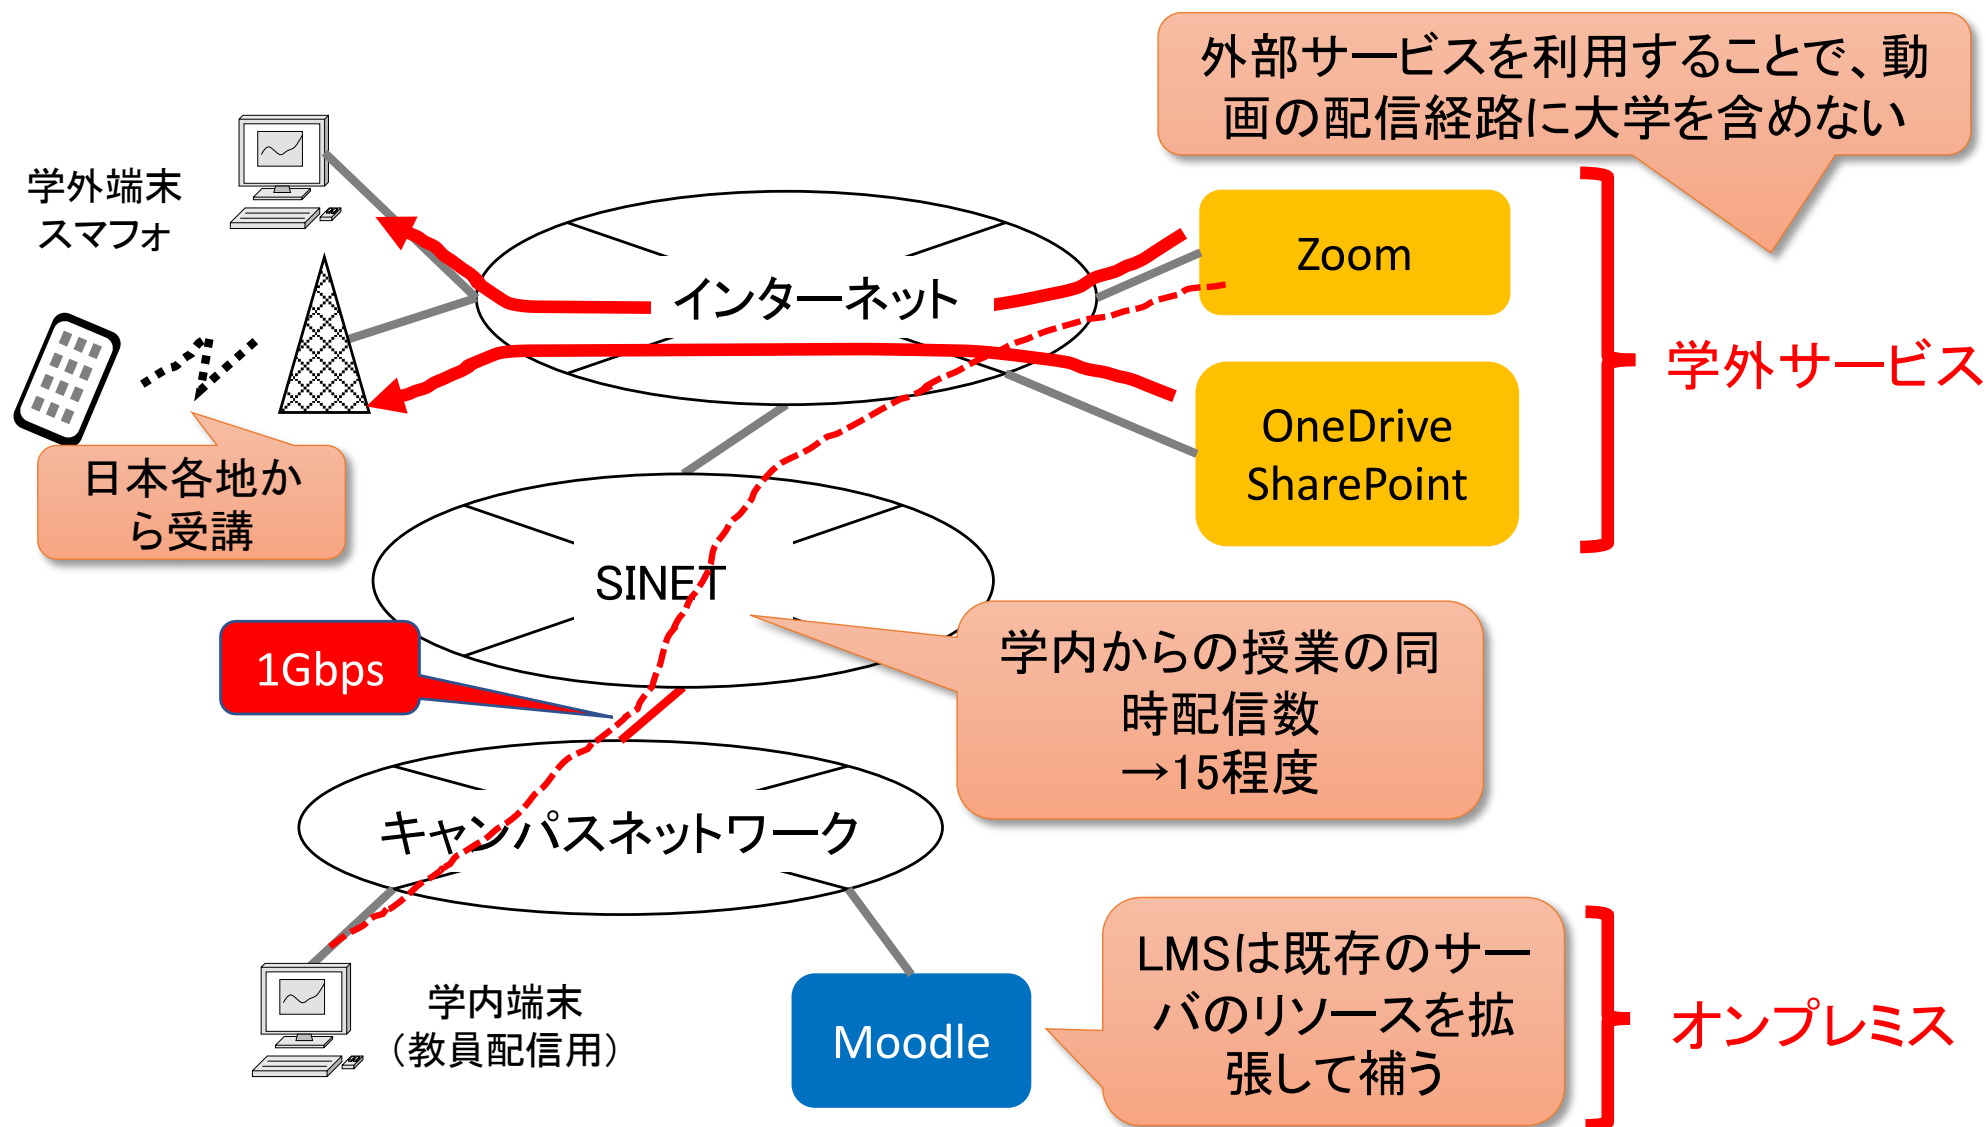 外部サービスを利用することで、動
画の配信経路に大学を含めない
学外端末
スマフォ
Zoom
インターネット
学外サービス
OneDrive
SharePoint
日本各地か
ら受講
SINET
1Gbps
学内からの授業の同
時配信数
→15程度
キャンパスネットワーク
LMSは既存のサー
バのリソースを拡
張して補う
オンプレミス
学内端末
（教員配信用）
Moodle